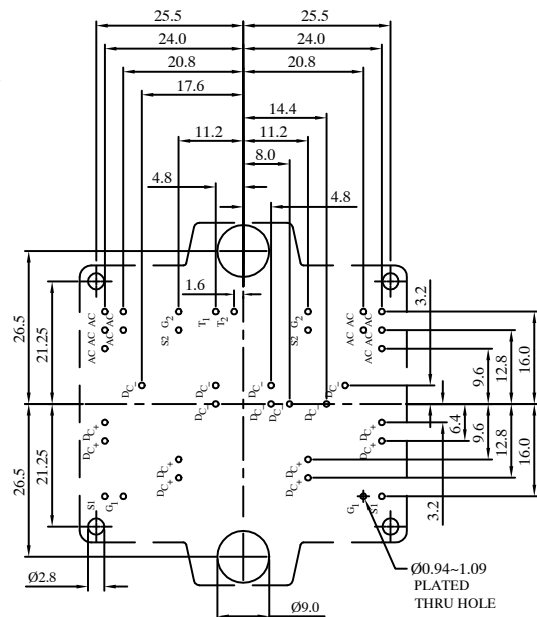 25.5 25.5
24.0 24.0
20.8 20.8
17.6 14.4
11.2 11.2
8.0
4.8 4.8
1.6 3.2
26.5 21.25
AC AC G2 T1 T2 G2 AC AC
AC AC S2 S2 AC AC
AC AC
9.6 12.8 16.0
DC- DC- DC- DC-
DC- DC- DC- DC-
DC+ DC+
DC+ DC+
DC+ DC+
DC+ DC+
6.4 9.6 12.8 16.0
3.2
26.5 21.25
S1 G1 G1 S1
Ø2.8 Ø9.0
Ø0.94~1.09
PLATED
THRU HOLE